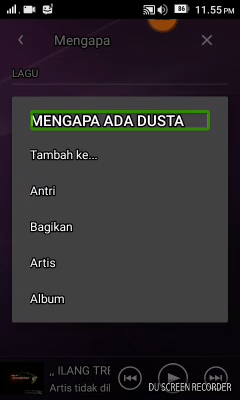 86 11.55 PM
Mengapa
LAGU
MENGAPA ADA DUSTA
Tambah ke...
Antri
Bagikan
Artis
Album
,, ILANG TRE
Artis tidak dil
DU SCREEN RECORDER